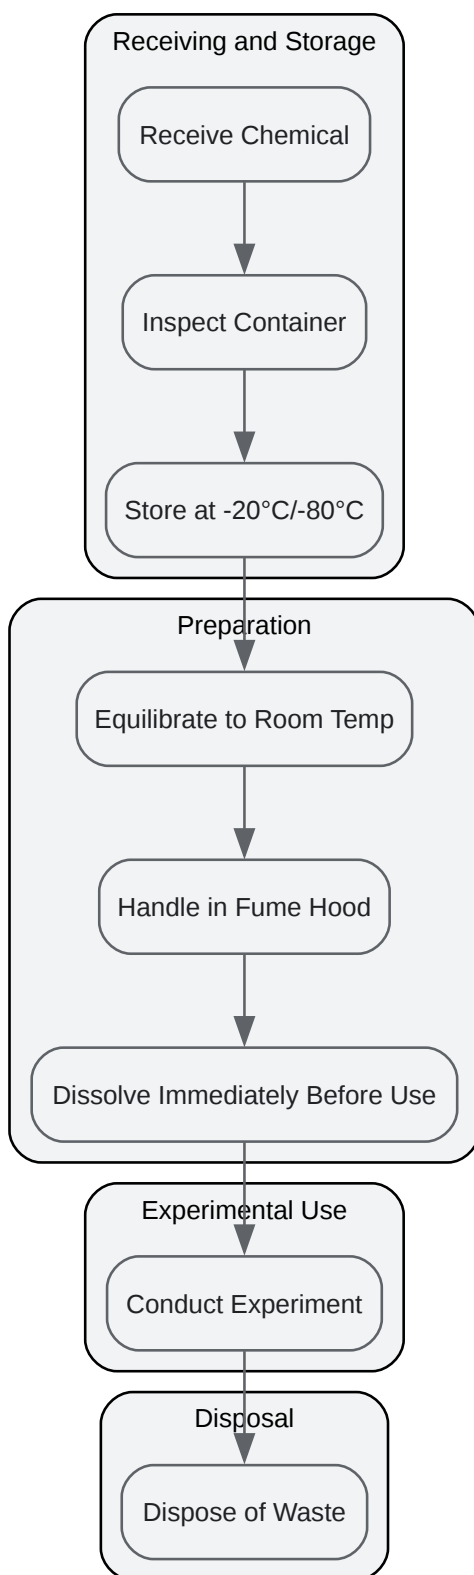 Receiving and Storage
Receive Chemical
Inspect Container
Store at -20°C/-80°C
Preparation
Equilibrate to Room Temp
Handle in Fume Hood
Dissolve Immediately Before Use
Experimental Use
Conduct Experiment
Disposal
Dispose of Waste